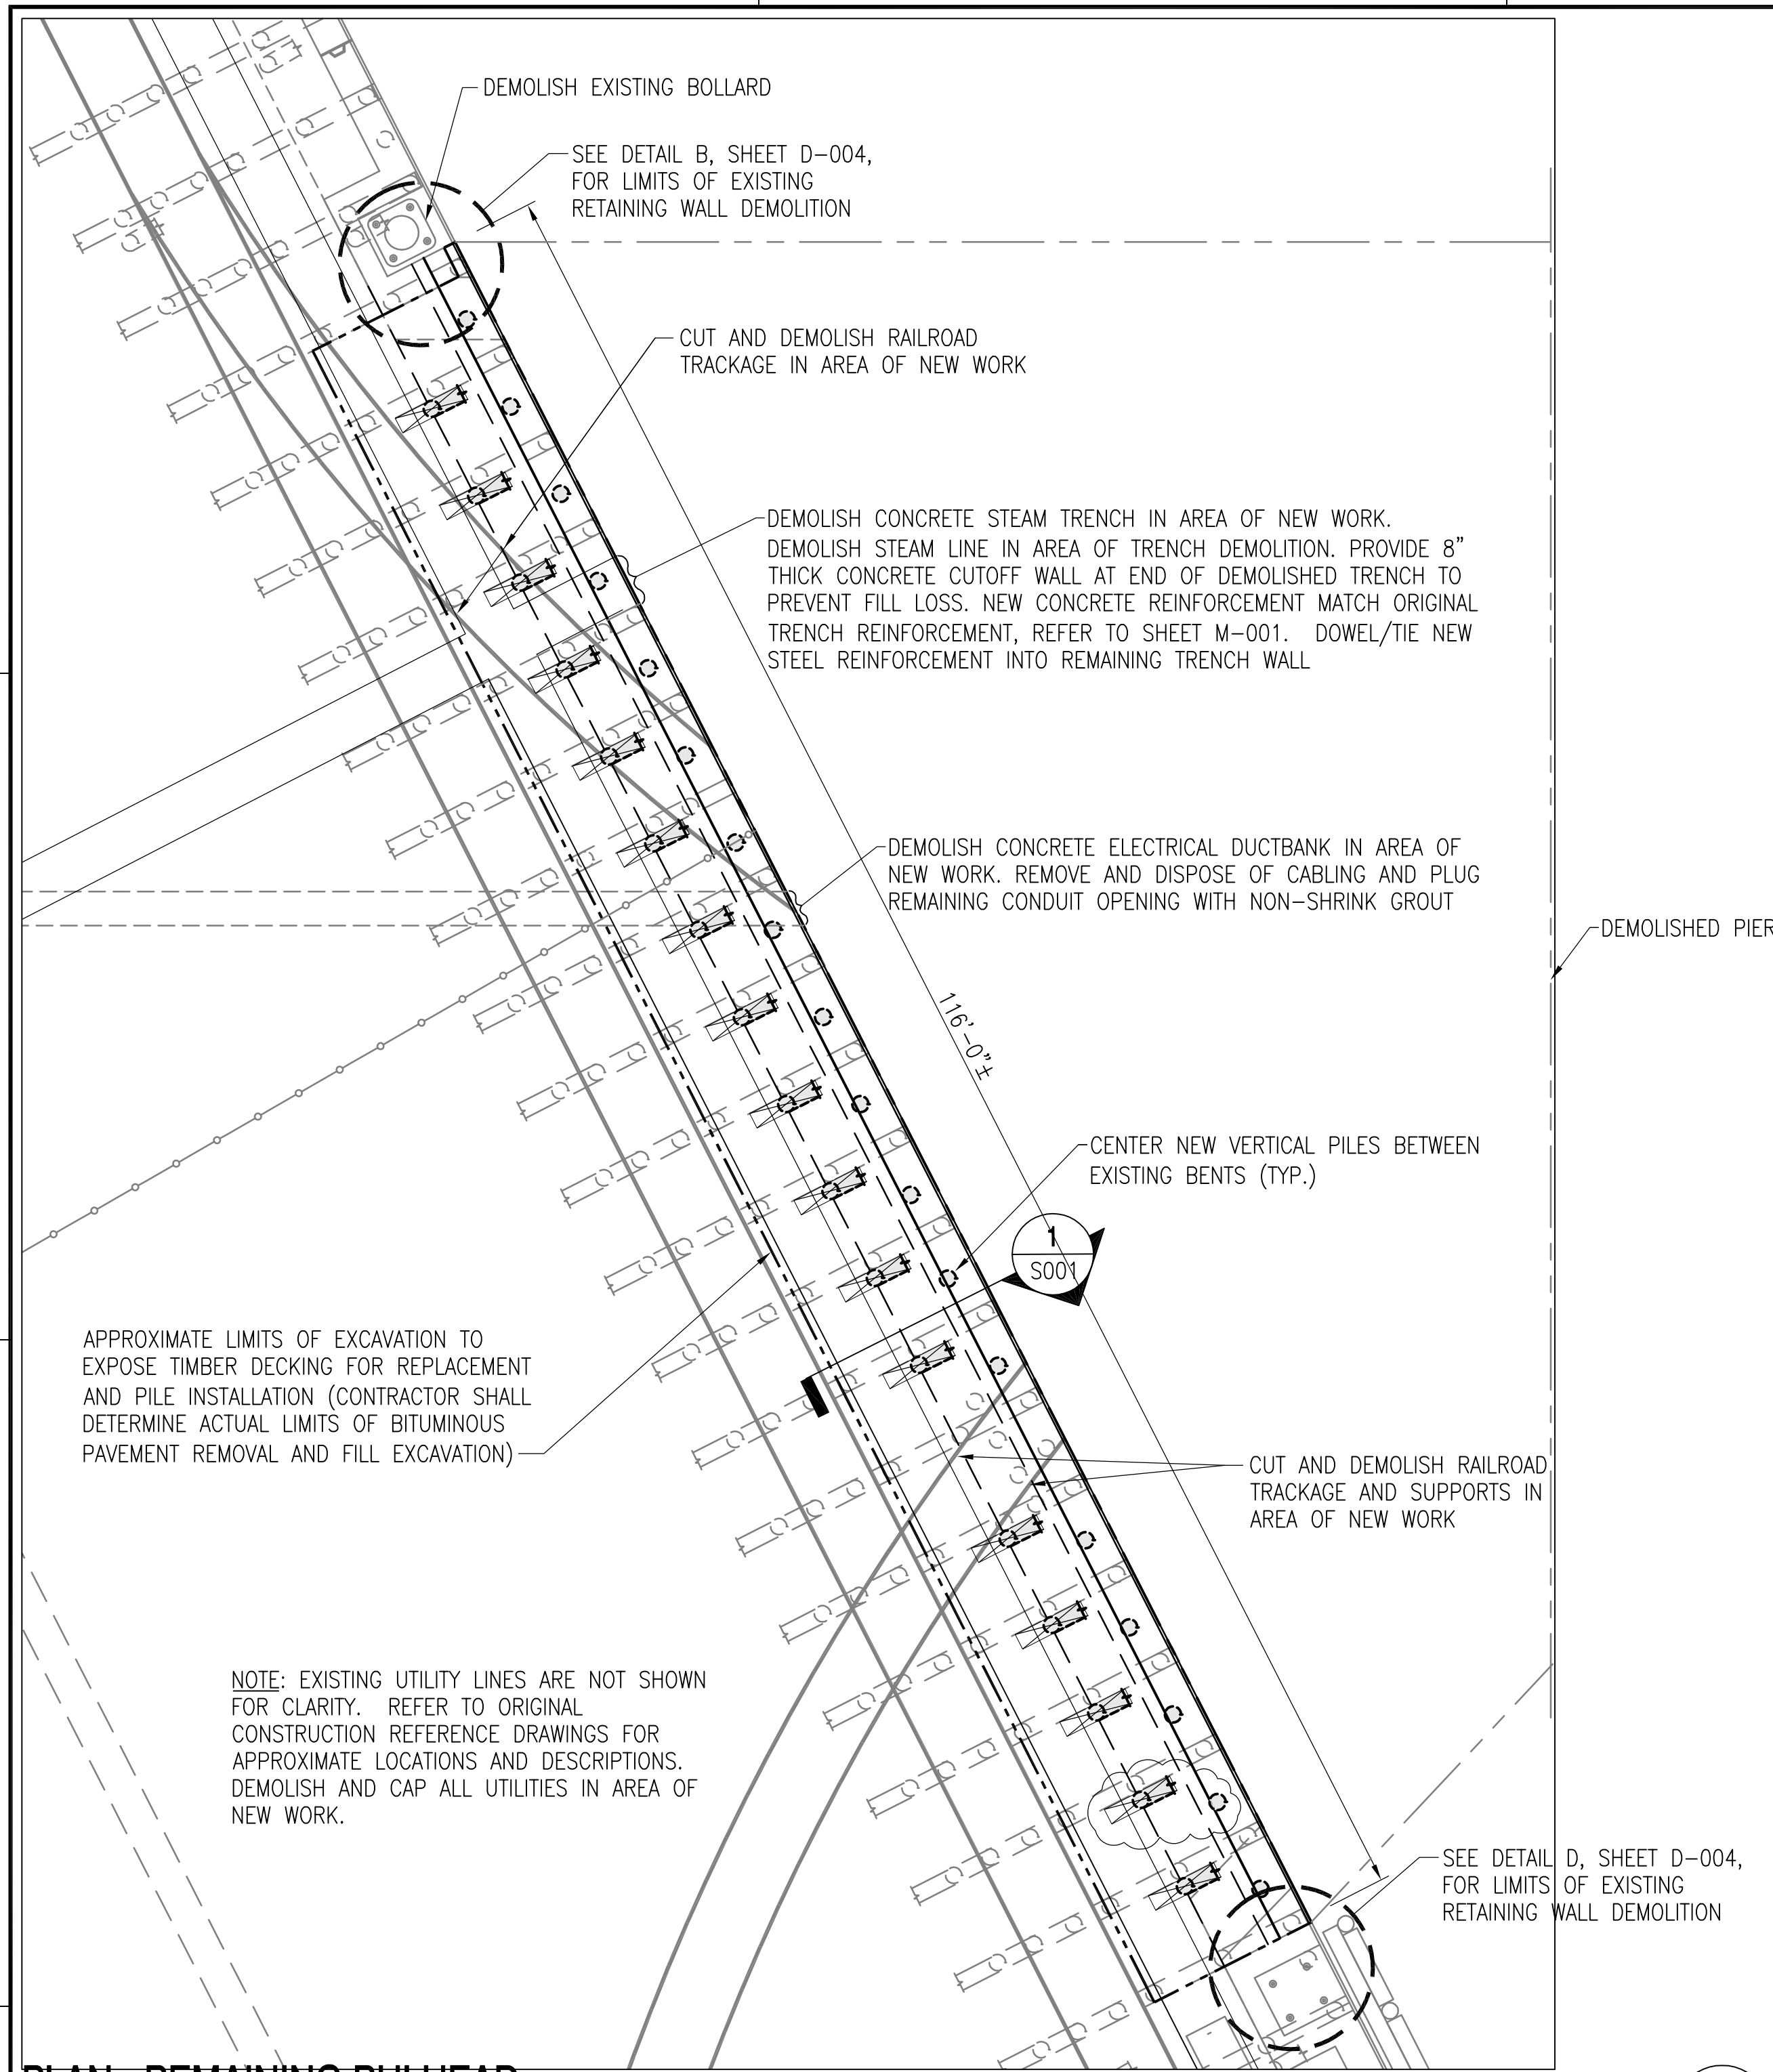 DEMOLISH EXISTING BOLLARD
SEE DETAIL B, SHEET D-004,
FOR LIMITS OF EXISTING
RETAINING WALL DEMOLITION
CUT AND DEMOLISH RAILROAD
TRACKAGE IN AREA OF NEW WORK
DEMOLISH CONCRETE STEAM TRENCH IN AREA OF NEW WORK.
DEMOLISH STEAM LINE IN AREA OF TRENCH DEMOLITION. PROVIDE 8"
THICK CONCRETE CUTOFF WALL AT END OF DEMOLISHED TRENCH TO
PREVENT FILL LOSS. NEW CONCRETE REINFORCEMENT MATCH ORIGINAL
TRENCH REINFORCEMENT, REFER TO SHEET M-001. DOWEL/TIE NEW
STEEL REINFORCEMENT INTO REMAINING TRENCH WALL
DEMOLISH CONCRETE ELECTRICAL DUCTBANK IN AREA OF
NEW WORK. REMOVE AND DISPOSE OF CABLING AND PLUG
REMAINING CONDUIT OPENING WITH NON-SHRINK GROUT
DEMOLISHED PIER
116'-0"±
CENTER NEW VERTICAL PILES BETWEEN
EXISTING BENTS (TYP.)
1
S001
APPROXIMATE LIMITS OF EXCAVATION TO
EXPOSE TIMBER DECKING FOR REPLACEMENT
AND PILE INSTALLATION (CONTRACTOR SHALL
DETERMINE ACTUAL LIMITS OF BITUMINOUS
PAVEMENT REMOVAL AND FILL EXCAVATION)
CUT AND DEMOLISH RAILROAD
TRACKAGE AND SUPPORTS IN
AREA OF NEW WORK
NOTE: EXISTING UTILITY LINES ARE NOT SHOWN
FOR CLARITY. REFER TO ORIGINAL
CONSTRUCTION REFERENCE DRAWINGS FOR
APPROXIMATE LOCATIONS AND DESCRIPTIONS.
DEMOLISH AND CAP ALL UTILITIES IN AREA OF
NEW WORK.
SEE DETAIL D, SHEET D-004,
FOR LIMITS OF EXISTING
RETAINING WALL DEMOLITION